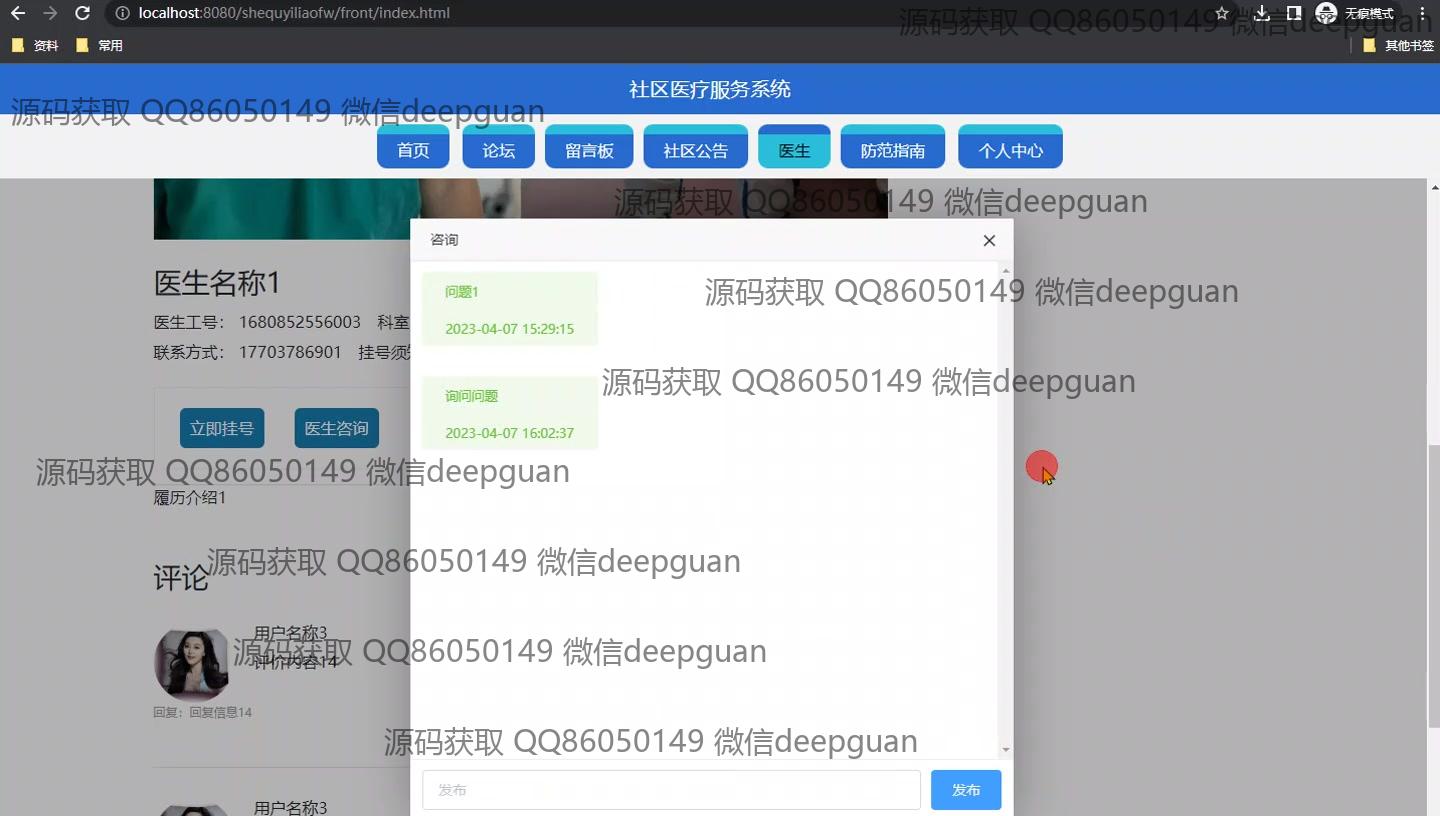 localhost:8080/shequyiliaofw/front/index.html
无痕模式
资料
常用
其他书签
源码获取 QQ86050149 微信deepguan
社区医疗服务系统
源码获取 QQ86050149 微信deepguan
首页
论坛
留言板
社区公告
医生
防范指南
个人中心
源码获取 QQ86050149 微信deepguan
咨询
医生名称1
问题1
2023-04-07 15:29:15
源码获取 QQ86050149 微信deepguan
医生工号： 1680852556003 科室
联系方式： 17703786901 挂号须
源码获取 QQ86050149 微信deepguan
询问问题
2023-04-07 16:02:37
立即挂号
医生咨询
源码获取 QQ86050149 微信deepguan
履历介绍1
源码获取 QQ86050149 微信deepguan
评论
用户名称3
源码获取 QQ86050149 微信deepguan
评价内容14
回复：回复信息14
源码获取 QQ86050149 微信deepguan
发布
发布
用户名称3